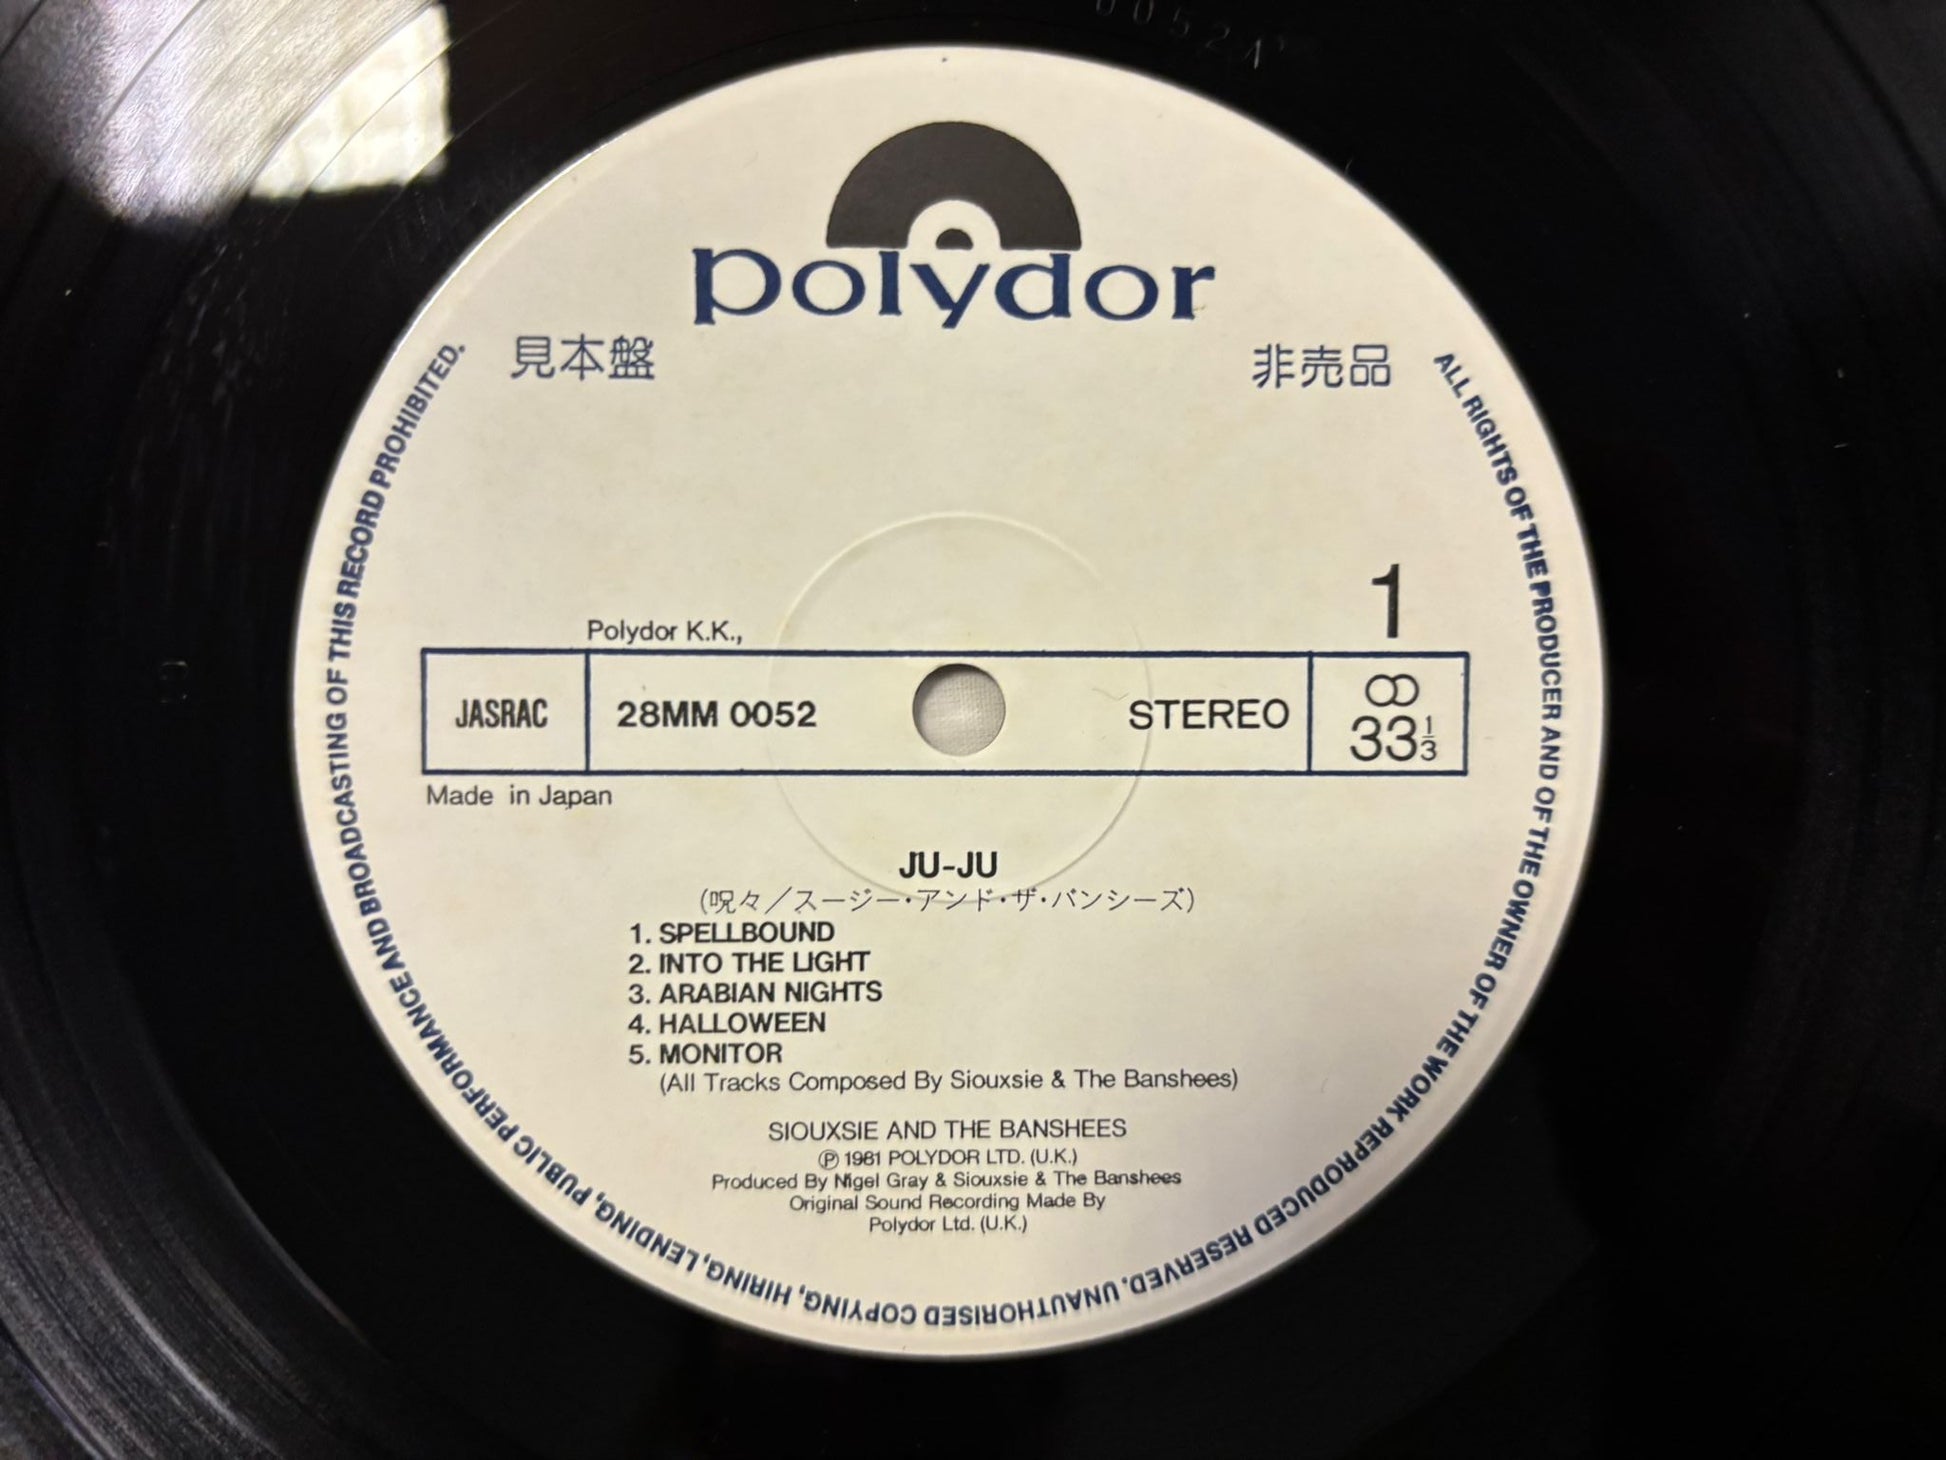 polydor
見本盤
非売品
1
Polydor K.K.,
JASRAC
28MM 0052
STEREO
33⅓
Made in Japan
JU-JU
(呪々/スージー・アンド・ザ・バンシーズ)
1. SPELLBOUND
2. INTO THE LIGHT
3. ARABIAN NIGHTS
4. HALLOWEEN
5. MONITOR
(All Tracks Composed By Siouxsie & The Banshees)
SIOUXSIE AND THE BANSHEES
℗ 1981 POLYDOR LTD. (U.K.)
Produced By Nigel Gray & Siouxsie & The Banshees
Original Sound Recording Made By
Polydor Ltd. (U.K.)
ALL RIGHTS OF THE PRODUCER AND OF THE OWNER OF THE WORK REPRODUCED RESERVED. UNAUTHORISED COPYING, HIRING, LENDING, PUBLIC PERFORMANCE AND BROADCASTING OF THIS RECORD PROHIBITED.